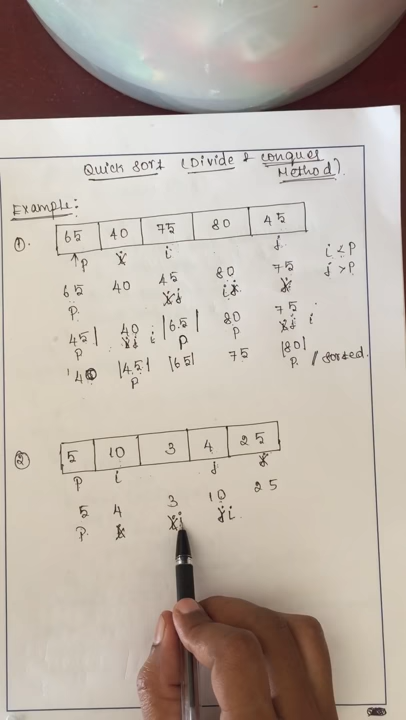 Quick sort (Divide & conquer
Method).
Example:
①. 65 40 75 80 45
↑P i i j i < P
65 40 45 80 75 j > P
P i j i j j
45| 40 i |65| 80 75 i
P i j P P i j
40 |45| |65| 75 |80| // sorted.
P P
② 5 10 3 4 25
P i j j
5 4 3 10 25
P. i i j j i.